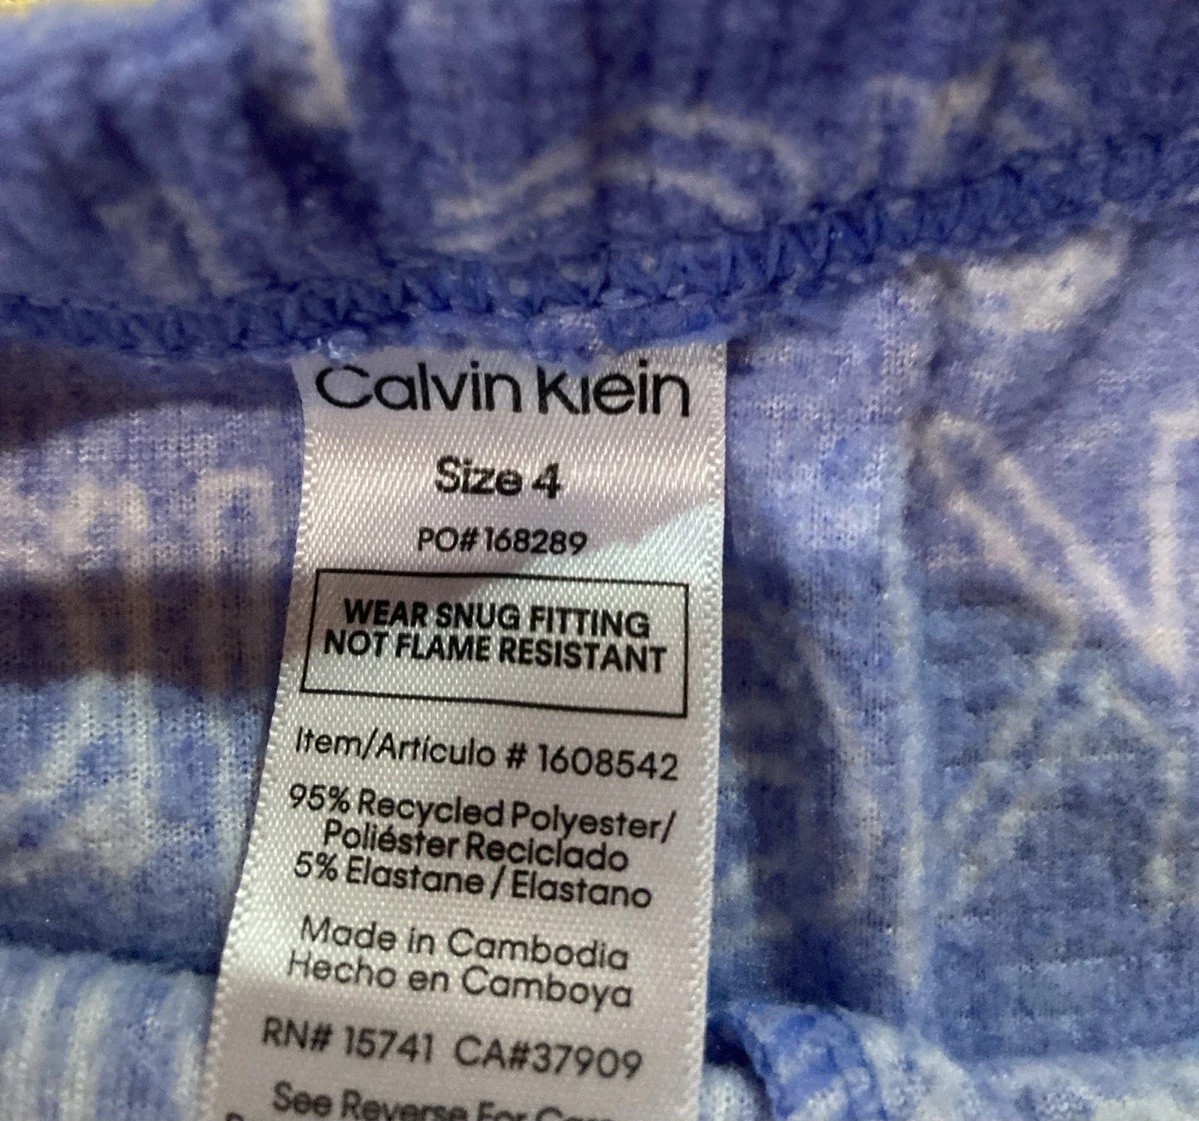 Calvin Klein
Size 4
PO# 168289
WEAR SNUG FITTING
NOT FLAME RESISTANT
Item/Artículo # 1608542
95% Recycled Polyester/
Poliéster Reciclado
5% Elastane / Elastano
Made in Cambodia
Hecho en Camboya
RN# 15741 CA#37909
See Reverse For